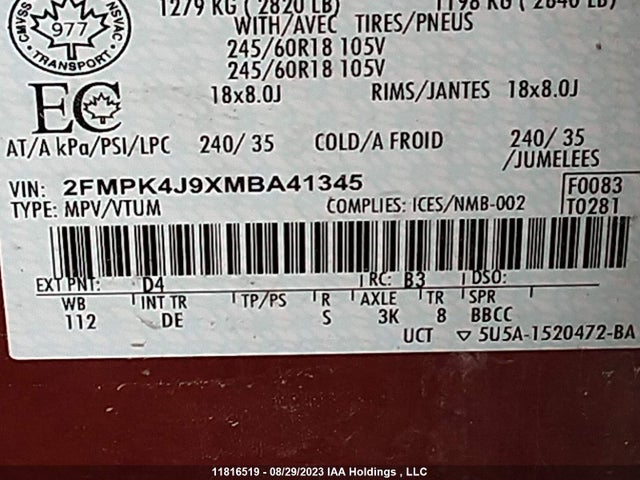 1279 KG ( 2820 LB) 1198 KG ( 2640 LB)
CMVSS NSVAC
977
TRANSPORT
WITH/AVEC TIRES/PNEUS
245/60R18 105V
245/60R18 105V
EC
18x8.0J RIMS/JANTES 18x8.0J
AT/A kPa/PSI/LPC 240/ 35 COLD/A FROID 240/ 35
/JUMELEES
VIN: 2FMPK4J9XMBA41345 F0083
TYPE: MPV/VTUM COMPLIES: ICES/NMB-002 T0281
EXT PNT: D4 RC: B3 DSO:
WB INT TR TP/PS R AXLE TR SPR
112 DE S 3K 8 BBCC
UCT ▽ 5U5A-1520472-BA
11816519 - 08/29/2023 IAA Holdings , LLC